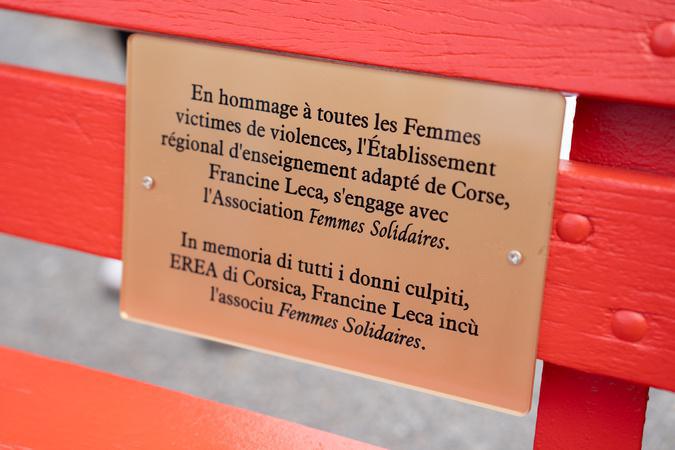 En hommage à toutes les Femmes
victimes de violences, l'Établissement
régional d'enseignement adapté de Corse,
Francine Leca, s'engage avec
l'Association Femmes Solidaires.
In memoria di tutti i donni culpiti,
EREA di Corsica, Francine Leca incù
l'associu Femmes Solidaires.